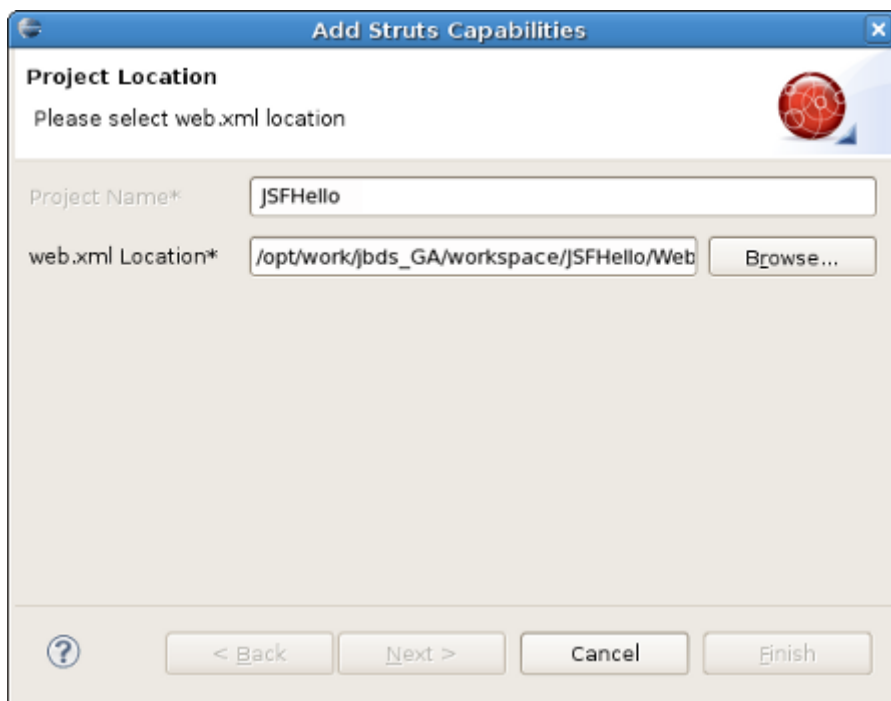 Add Struts Capabilities
Project Location
Please select web.xml location
Project Name* JSFHello
web.xml Location* /opt/work/jbds_GA/workspace/JSFHello/Web Browse...
? < Back Next > Cancel Finish